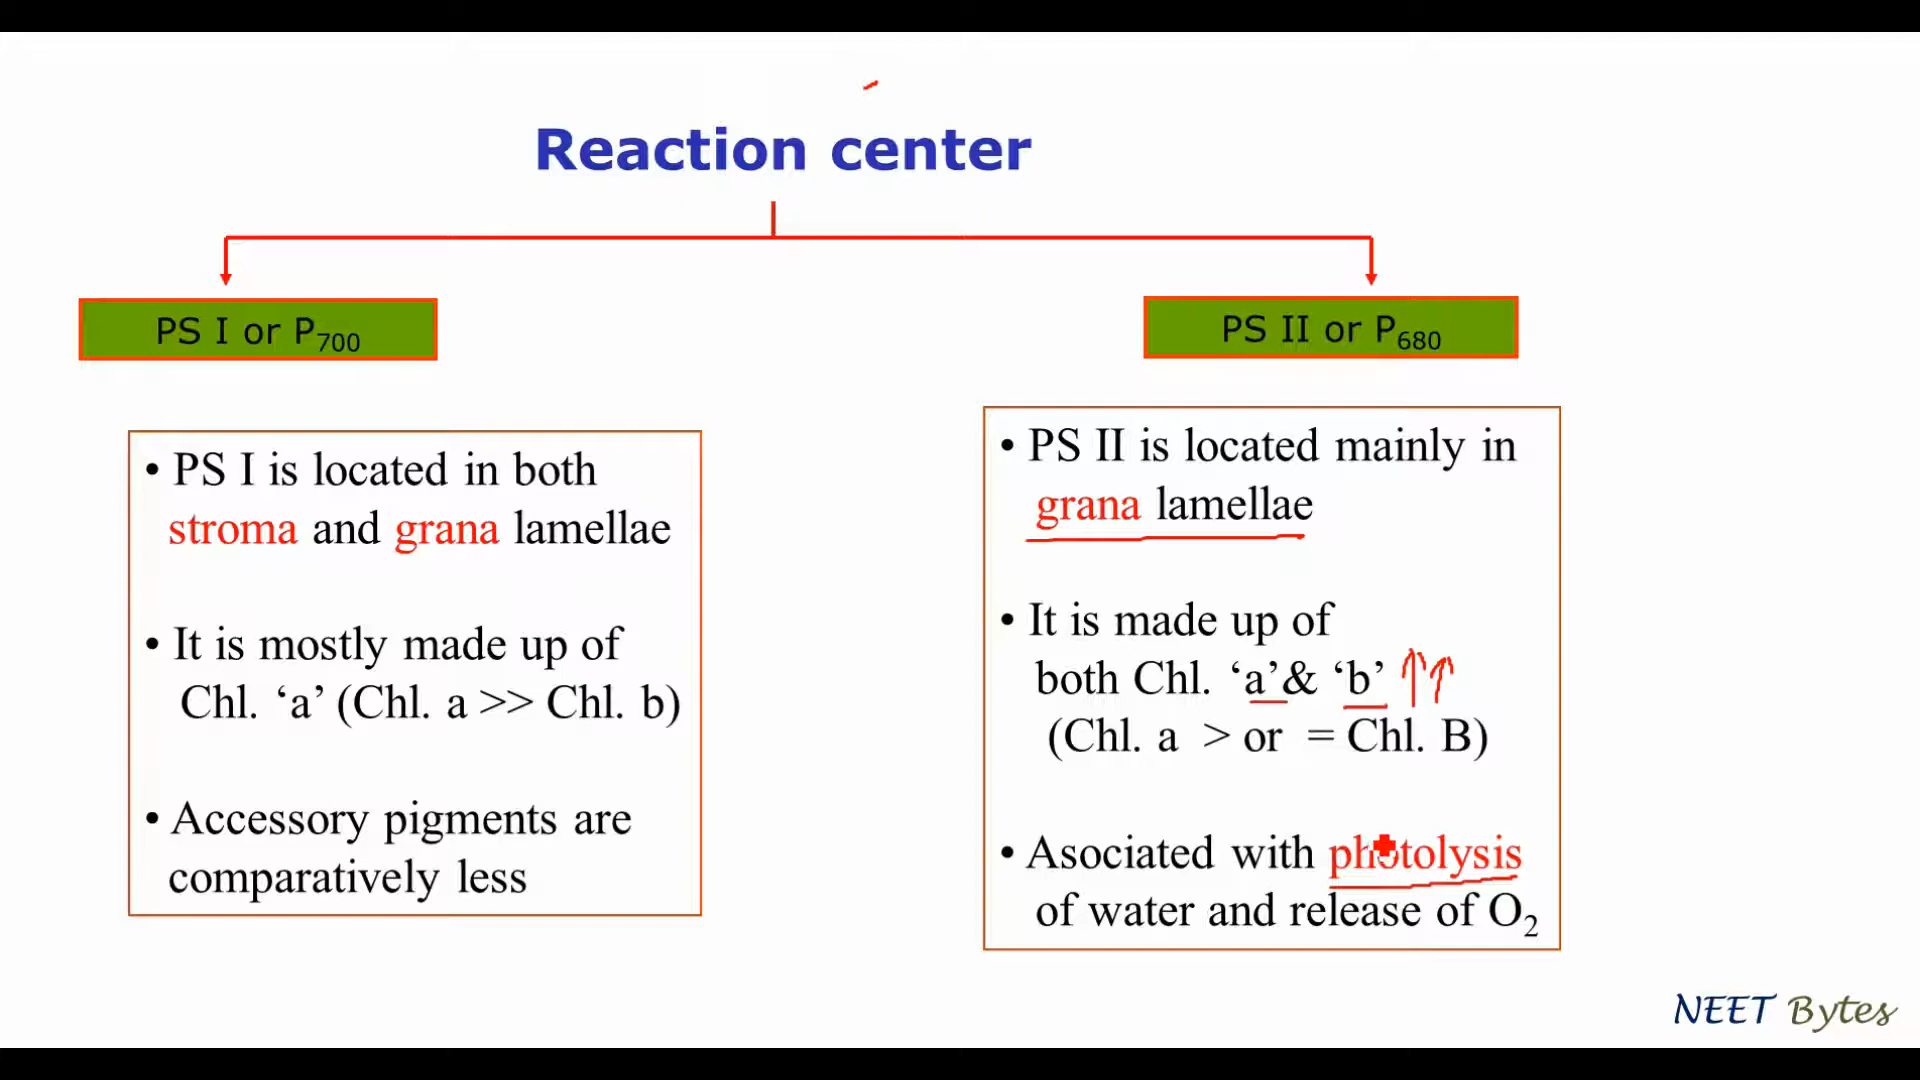 Reaction center
PS I or P₇₀₀
PS II or P₆₈₀
• PS I is located in both
stroma and grana lamellae
• It is mostly made up of
Chl. ‘a’ (Chl. a >> Chl. b)
• Accessory pigments are
comparatively less
• PS II is located mainly in
grana lamellae
• It is made up of
both Chl. ‘a’& ‘b’ ↑↑
(Chl. a > or = Chl. B)
• Asociated with photolysis
of water and release of O₂
NEET Bytes